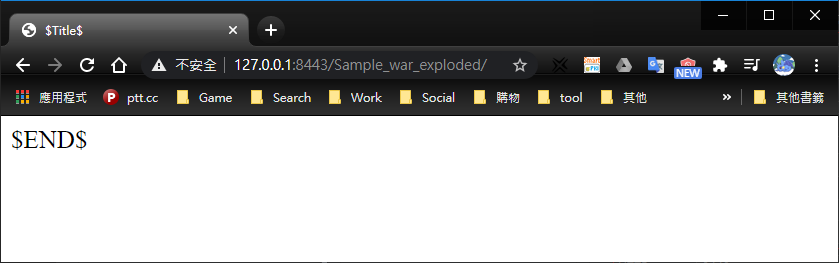 $Title$
不安全 127.0.0.1:8443/Sample_war_exploded/
NEW
應用程式 ptt.cc Game Search Work Social 購物 tool 其他 » 其他書籤
$END$